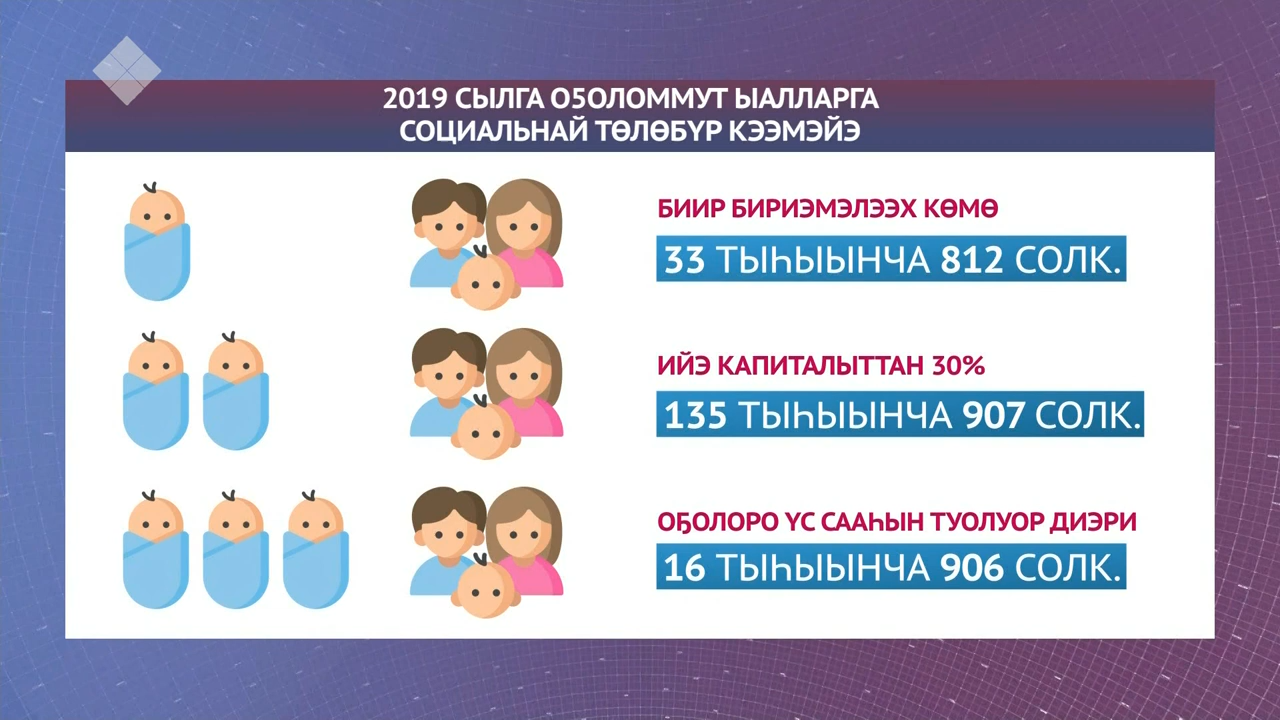 2019 СЫЛГА О5ОЛОММУТ ЫАЛЛАРГА
СОЦИАЛЬНАЙ ТӨЛӨБҮР КЭЭМЭЙЭ
БИИР БИРИЭМЭЛЭЭХ КӨМӨ
33 ТЫҺЫЫНЧА 812 СОЛК.
ИЙЭ КАПИТАЛЫТТАН 30%
135 ТЫҺЫЫНЧА 907 СОЛК.
ОҔОЛОРО ҮС СААҺЫН ТУОЛУОР ДИЭРИ
16 ТЫҺЫЫНЧА 906 СОЛК.